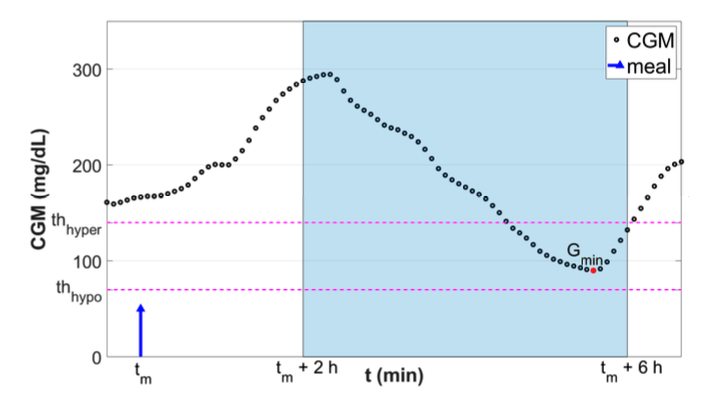 CGM
meal
CGM (mg/dL)
300
200
th_hyper
100
th_hypo
0
G_min
t_m
t_m + 2 h
t (min)
t_m + 6 h